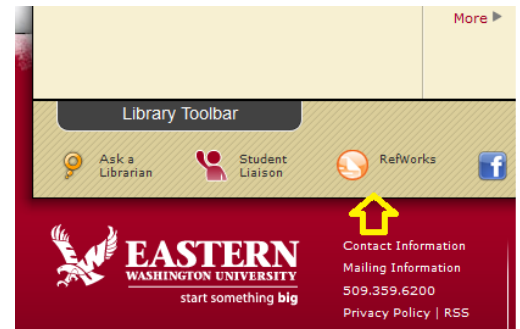 More
Library Toolbar
Ask a
Librarian
Student
Liaison
RefWorks
f
EASTERN
WASHINGTON UNIVERSITY
start something big
Contact Information
Mailing Information
509.359.6200
Privacy Policy | RSS